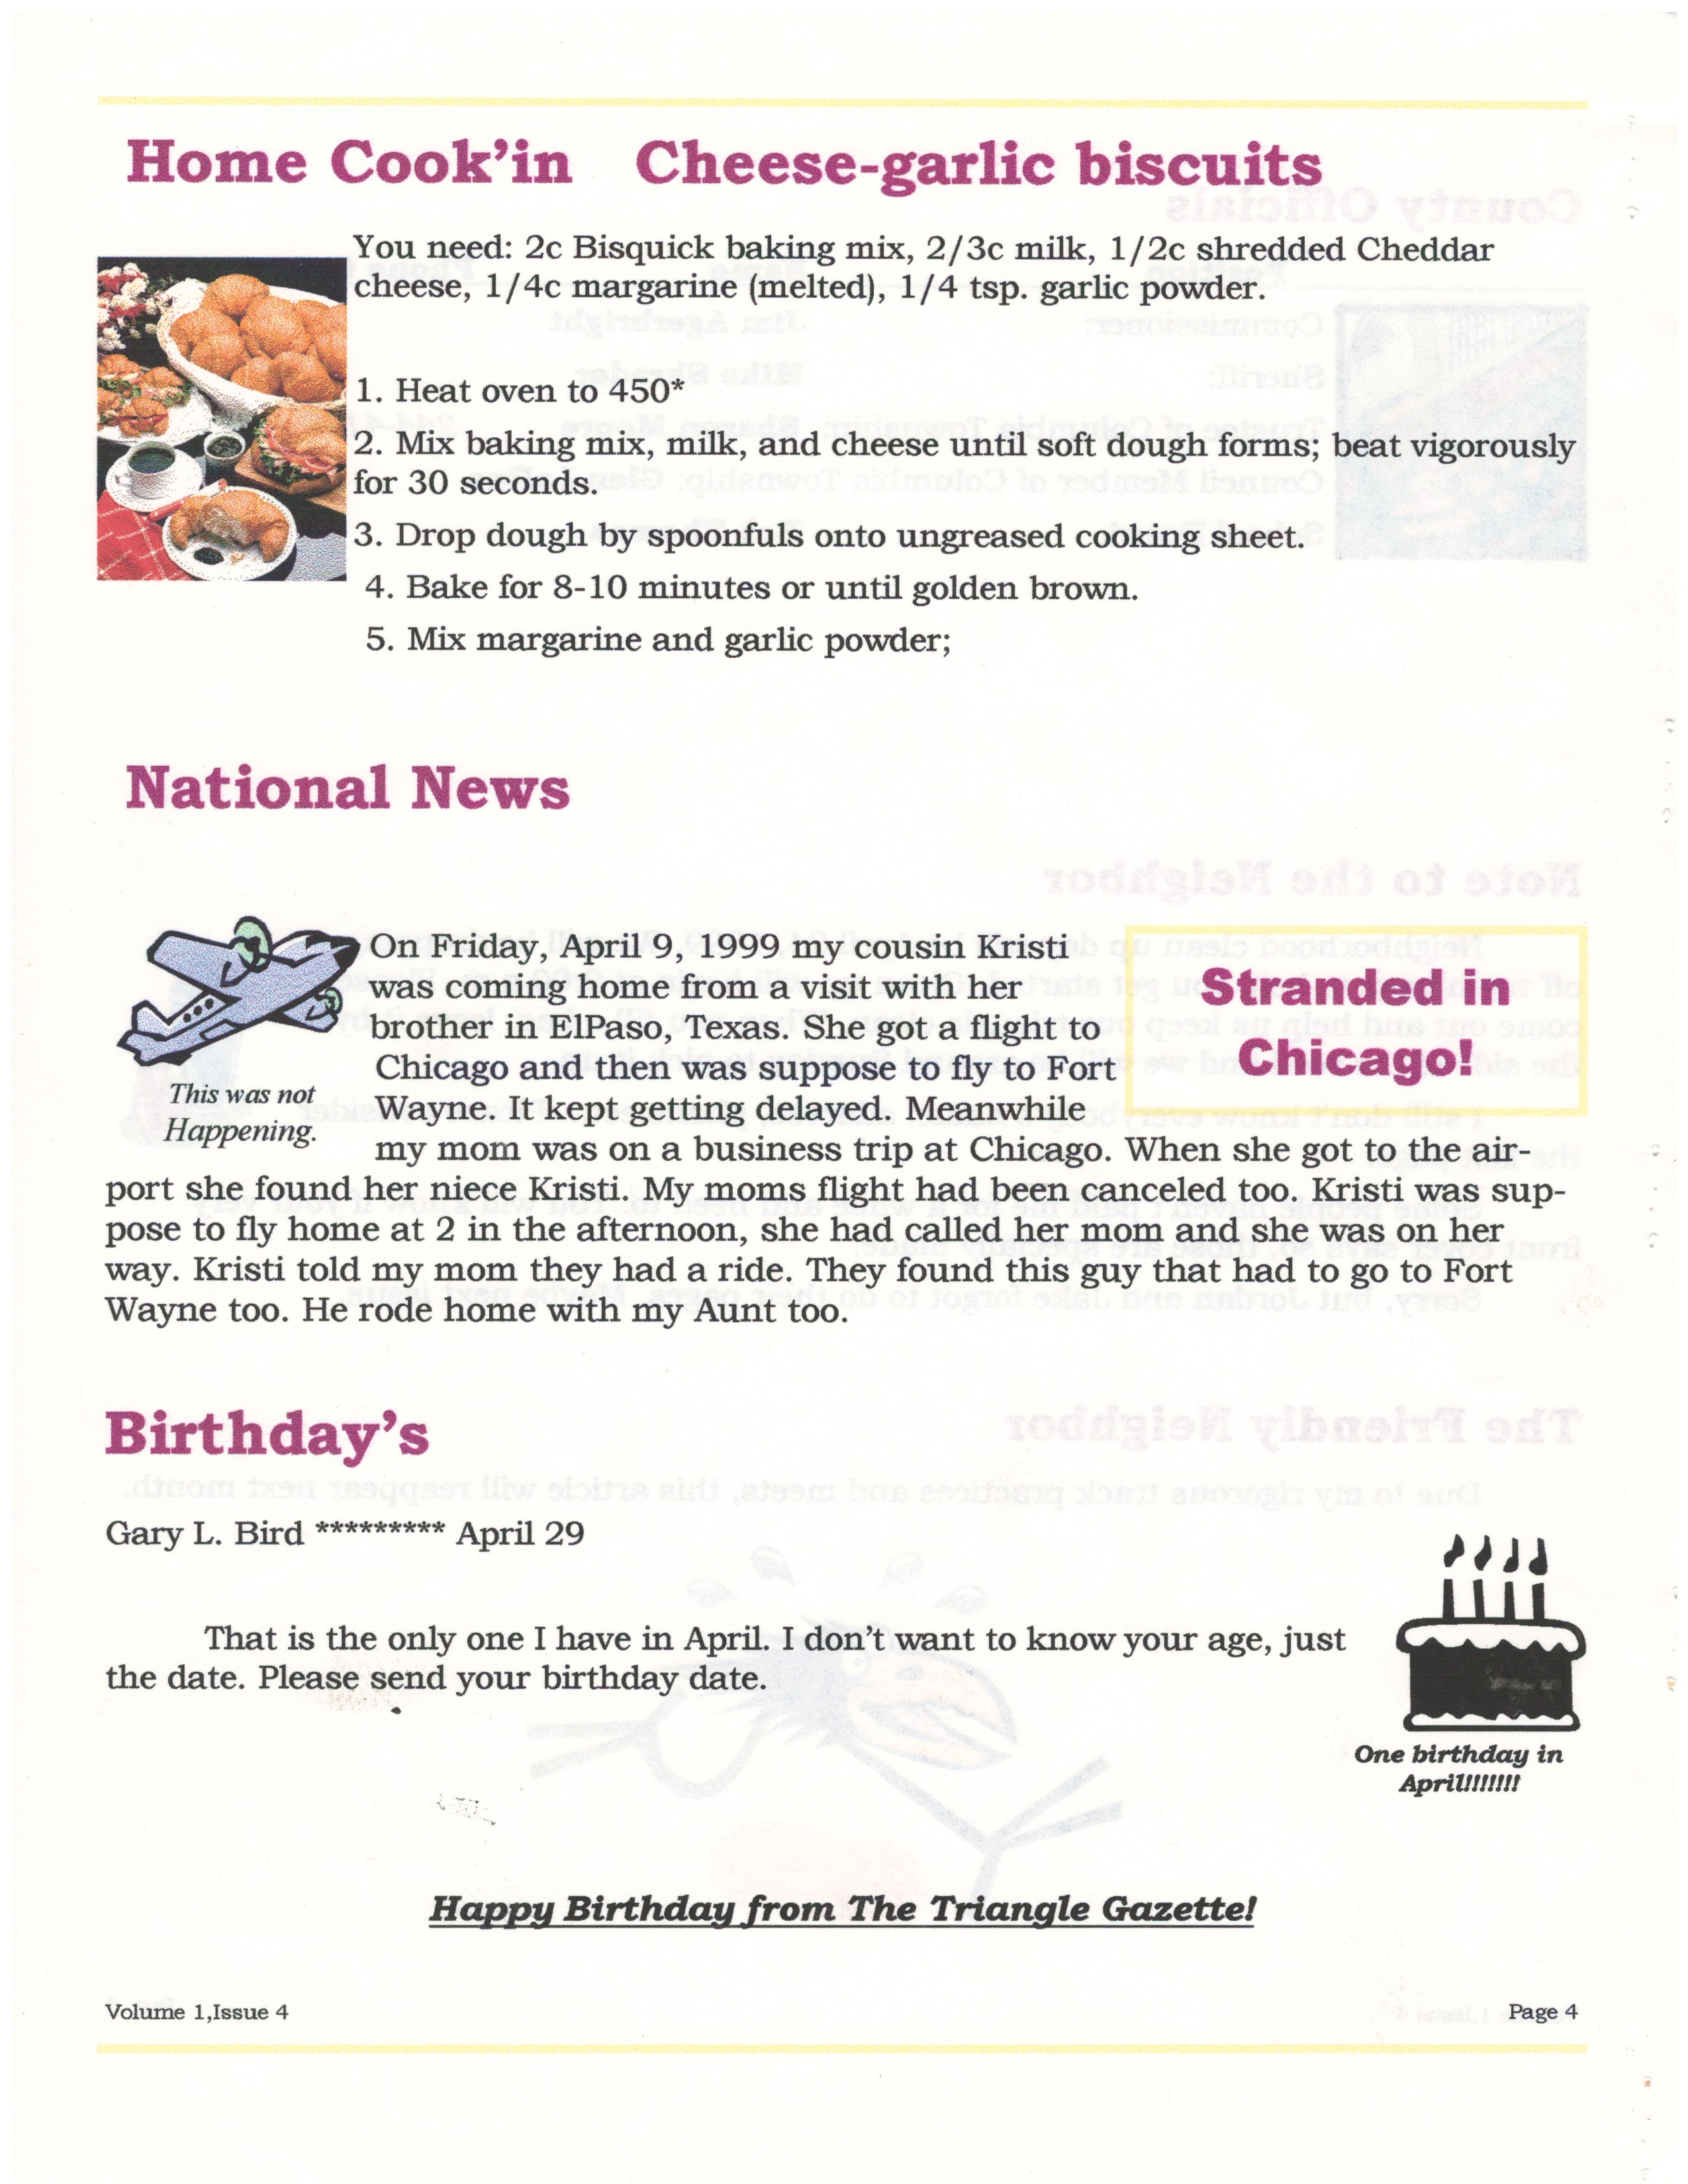 Home Cook'in Cheese-garlic biscuits
You need: 2c Bisquick baking mix, 2/3c milk, 1/2c shredded Cheddar
cheese, 1/4c margarine (melted), 1/4 tsp. garlic powder.
1. Heat oven to 450*
2. Mix baking mix, milk, and cheese until soft dough forms; beat vigorously
for 30 seconds.
3. Drop dough by spoonfuls onto ungreased cooking sheet.
4. Bake for 8-10 minutes or until golden brown.
5. Mix margarine and garlic powder;
National News
On Friday, April 9, 1999 my cousin Kristi
was coming home from a visit with her
brother in ElPaso, Texas. She got a flight to
Chicago and then was suppose to fly to Fort
Wayne. It kept getting delayed. Meanwhile
my mom was on a business trip at Chicago. When she got to the air-
port she found her niece Kristi. My moms flight had been canceled too. Kristi was sup-
pose to fly home at 2 in the afternoon, she had called her mom and she was on her
way. Kristi told my mom they had a ride. They found this guy that had to go to Fort
Wayne too. He rode home with my Aunt too.
This was not
Happening.
Stranded in
Chicago!
Birthday's
Gary L. Bird ********* April 29
That is the only one I have in April. I don't want to know your age, just
the date. Please send your birthday date.
One birthday in
April!!!!!!!
Happy Birthday from The Triangle Gazette!
Volume 1,Issue 4
Page 4